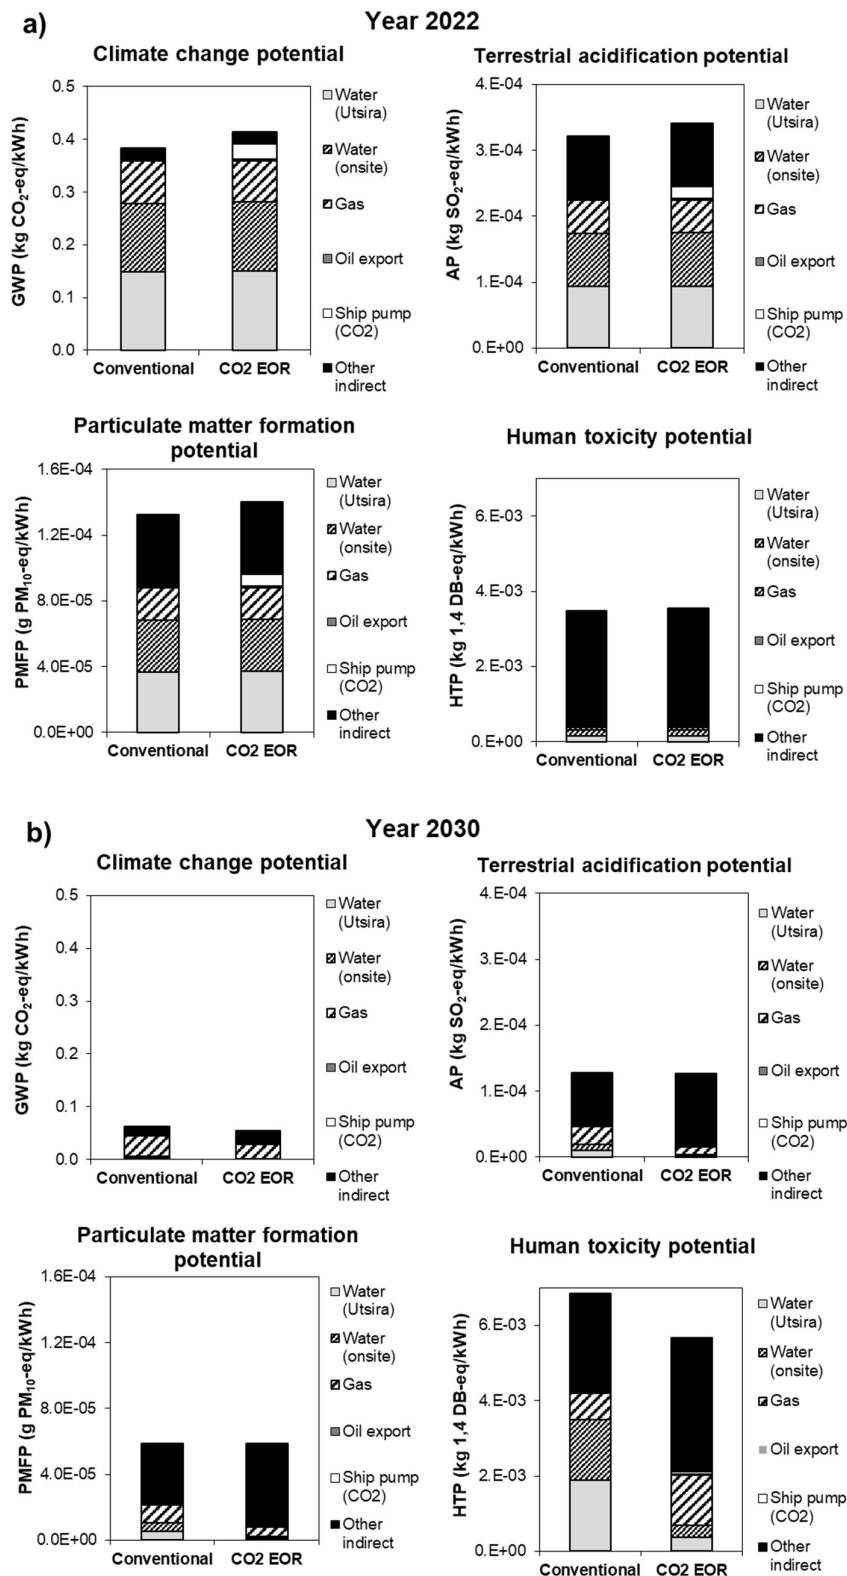 a)
Year 2022
Climate change potential
GWP (kg CO₂-eq/kWh)
0.5
0.4
0.3
0.2
0.1
0.0
Conventional
CO2 EOR
Water
(Utsira)
Water
(onsite)
Gas
Oil export
Ship pump
(CO2)
Other
indirect
Terrestrial acidification potential
AP (kg SO₂-eq/kWh)
4.E-04
3.E-04
2.E-04
1.E-04
0.E+00
Conventional
CO2 EOR
Water
(Utsira)
Water
(onsite)
Gas
Oil export
Ship pump
(CO2)
Other
indirect
Particulate matter formation
potential
PMFP (g PM₁₀-eq/kWh)
1.6E-04
1.2E-04
8.0E-05
4.0E-05
0.0E+00
Conventional
CO2 EOR
Water
(Utsira)
Water
(onsite)
Gas
Oil export
Ship pump
(CO2)
Other
indirect
Human toxicity potential
HTP (kg 1,4 DB-eq/kWh)
6.E-03
4.E-03
2.E-03
0.E+00
Conventional
CO2 EOR
Water
(Utsira)
Water
(onsite)
Gas
Oil export
Ship pump
(CO2)
Other
indirect
b)
Year 2030
Climate change potential
GWP (kg CO₂-eq/kWh)
0.5
0.4
0.3
0.2
0.1
0.0
Conventional
CO2 EOR
Water
(Utsira)
Water
(onsite)
Gas
Oil export
Ship pump
(CO2)
Other
indirect
Terrestrial acidification potential
AP (kg SO₂-eq/kWh)
4.E-04
3.E-04
2.E-04
1.E-04
0.E+00
Conventional
CO2 EOR
Water
(Utsira)
Water
(onsite)
Gas
Oil export
Ship pump
(CO2)
Other
indirect
Particulate matter formation
potential
PMFP (g PM₁₀-eq/kWh)
1.6E-04
1.2E-04
8.0E-05
4.0E-05
0.0E+00
Conventional
CO2 EOR
Water
(Utsira)
Water
(onsite)
Gas
Oil export
Ship pump
(CO2)
Other
indirect
Human toxicity potential
HTP (kg 1,4 DB-eq/kWh)
6.E-03
4.E-03
2.E-03
0.E+00
Conventional
CO2 EOR
Water
(Utsira)
Water
(onsite)
Gas
Oil export
Ship pump
(CO2)
Other
indirect